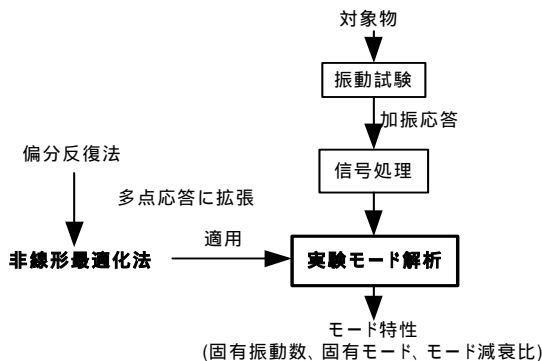 対象物
振動試験
加振応答
偏分反復法
信号処理
多点応答に拡張
適用
非線形最適化法
実験モード解析
モード特性
(固有振動数、固有モード、モード減衰比)